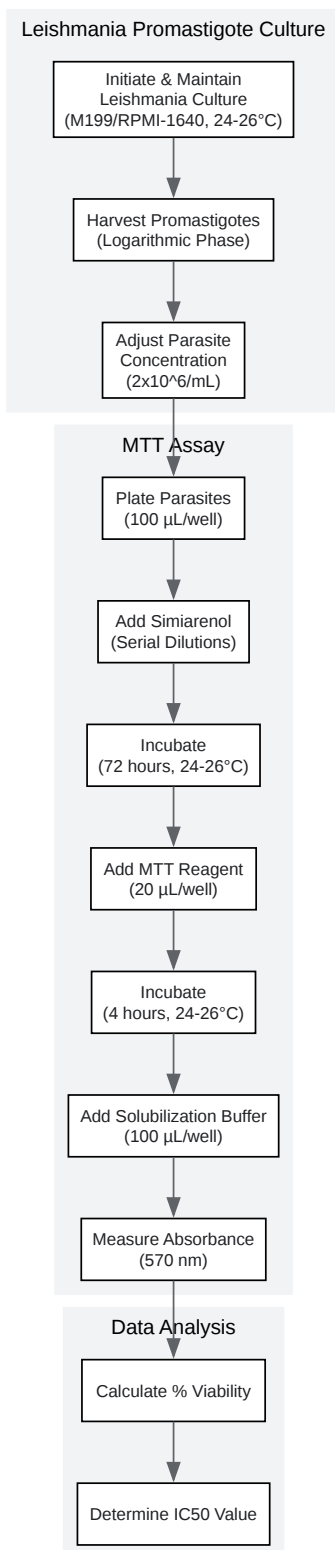 Leishmania Promastigote Culture
Initiate & Maintain
Leishmania Culture
(M199/RPMI-1640, 24-26°C)
Harvest Promastigotes
(Logarithmic Phase)
Adjust Parasite
Concentration
(2x10^6/mL)
MTT Assay
Plate Parasites
(100 µL/well)
Add Simiarenol
(Serial Dilutions)
Incubate
(72 hours, 24-26°C)
Add MTT Reagent
(20 µL/well)
Incubate
(4 hours, 24-26°C)
Add Solubilization Buffer
(100 µL/well)
Measure Absorbance
(570 nm)
Data Analysis
Calculate % Viability
Determine IC50 Value